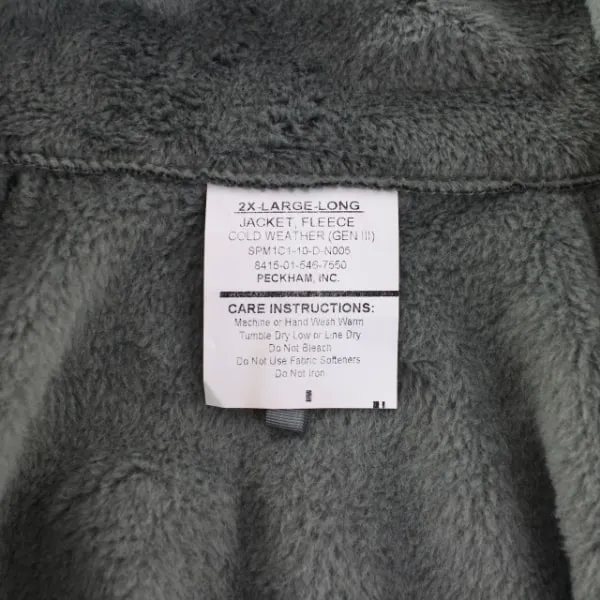 2X-LARGE-LONG
JACKET, FLEECE
COLD WEATHER (GEN III)
SPM1C1-10-D-N005
8415-01-546-7550
PECKHAM, INC.
CARE INSTRUCTIONS:
Machine or Hand Wash Warm
Tumble Dry Low or Line Dry
Do Not Bleach
Do Not Use Fabric Softeners
Do Not Iron